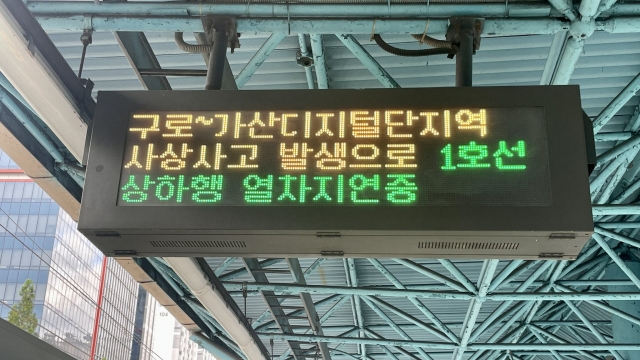 구로~가산디지털단지역
사상사고 발생으로 1호선
상하행 열차지연중